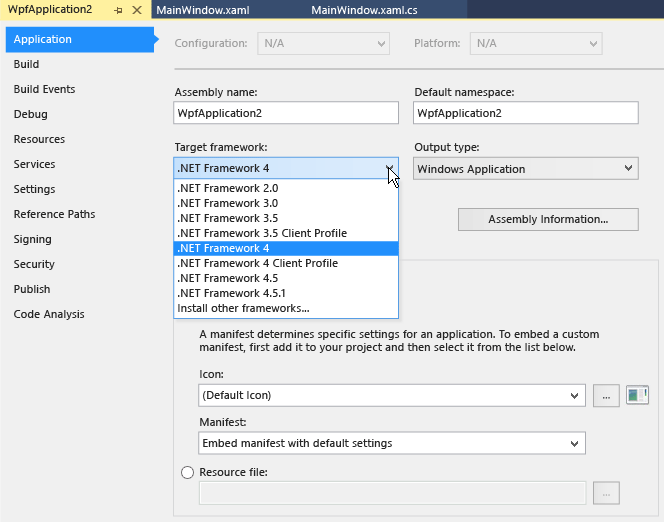 WpfApplication2 MainWindow.xaml MainWindow.xaml.cs
Application
Build
Build Events
Debug
Resources
Services
Settings
Reference Paths
Signing
Security
Publish
Code Analysis
Configuration: N/A Platform: N/A
Assembly name: Default namespace:
WpfApplication2 WpfApplication2
Target framework: Output type:
.NET Framework 4 Windows Application
.NET Framework 2.0
.NET Framework 3.0
.NET Framework 3.5
.NET Framework 3.5 Client Profile
.NET Framework 4
.NET Framework 4 Client Profile
.NET Framework 4.5
.NET Framework 4.5.1
Install other frameworks...
Assembly Information...
A manifest determines specific settings for an application. To embed a custom
manifest, first add it to your project and then select it from the list below.
Icon:
(Default Icon) ...
Manifest:
Embed manifest with default settings
Resource file:
...